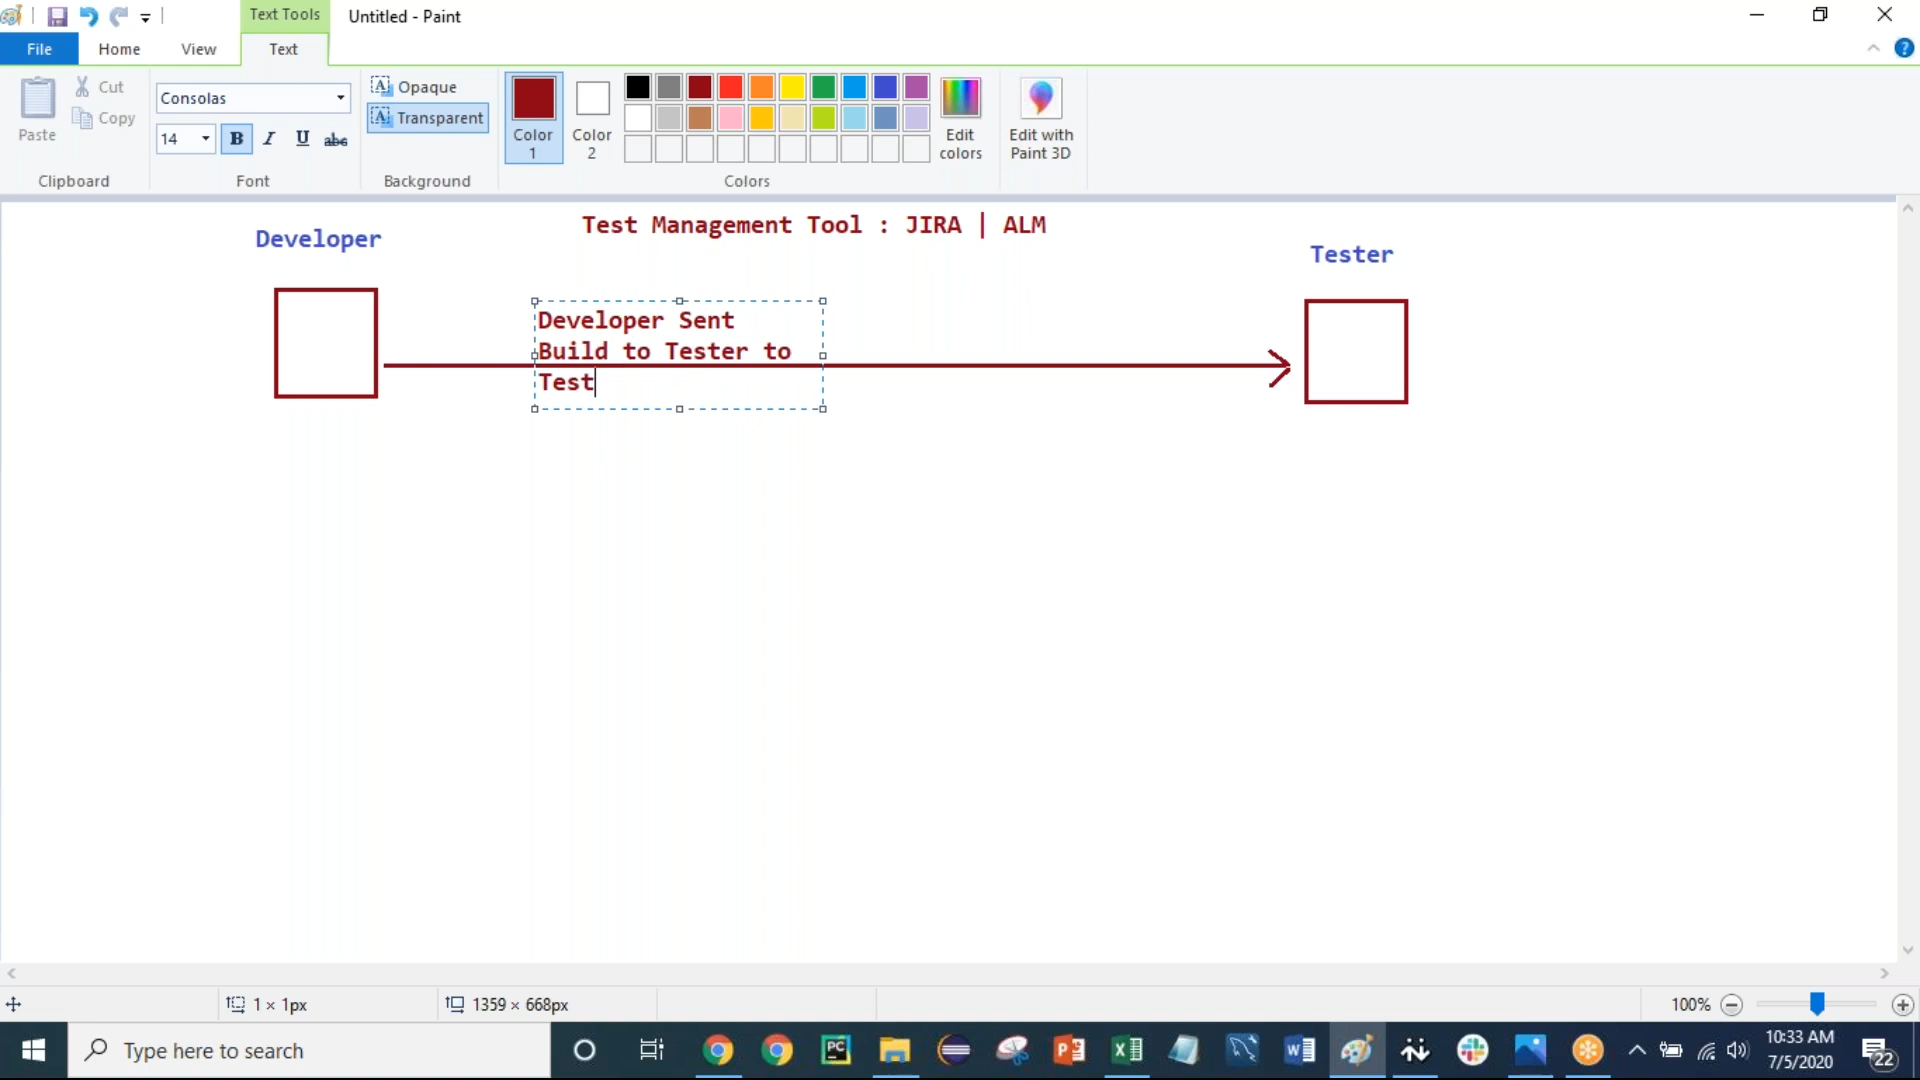 Text Tools
Untitled - Paint
File
Home
View
Text
Paste
Cut
Copy
Clipboard
Consolas
14
B
I
U
abc
Font
Opaque
Transparent
Background
Color
1
Color
2
Edit
colors
Colors
Edit with
Paint 3D
Test Management Tool : JIRA | ALM
Developer
Tester
Developer Sent
Build to Tester to
Test
1 × 1px
1359 × 668px
100%
Type here to search
10:33 AM
7/5/2020
22